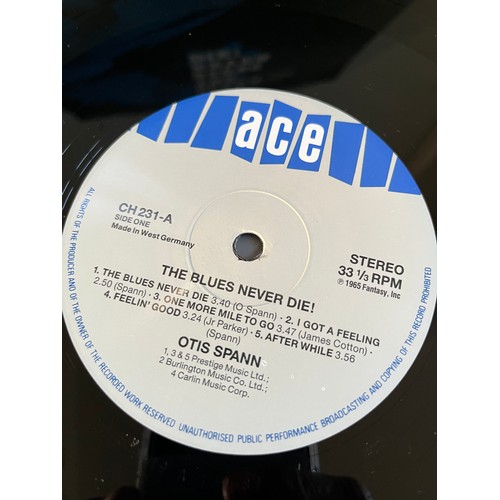 ace
CH 231-A
SIDE ONE
Made in West Germany
STEREO
33 ⅓ RPM
℗ 1965 Fantasy, Inc
THE BLUES NEVER DIE!
1. THE BLUES NEVER DIE 3.40 (O Spann) · 2. I GOT A FEELING
2.50 (Spann) · 3. ONE MORE MILE TO GO 3.47 (James Cotton) ·
4. FEELIN' GOOD 3.24 (Jr Parker) · 5. AFTER WHILE 3.56
(Spann)
OTIS SPANN
1, 3 & 5 Prestige Music Ltd.;
2 Burlington Music Co. Ltd.;
4 Carlin Music Corp.
ALL RIGHTS OF THE PRODUCER AND OF THE OWNER OF THE RECORDED WORK RESERVED UNAUTHORISED PUBLIC PERFORMANCE BROADCASTING AND COPYING OF THIS RECORD PROHIBITED